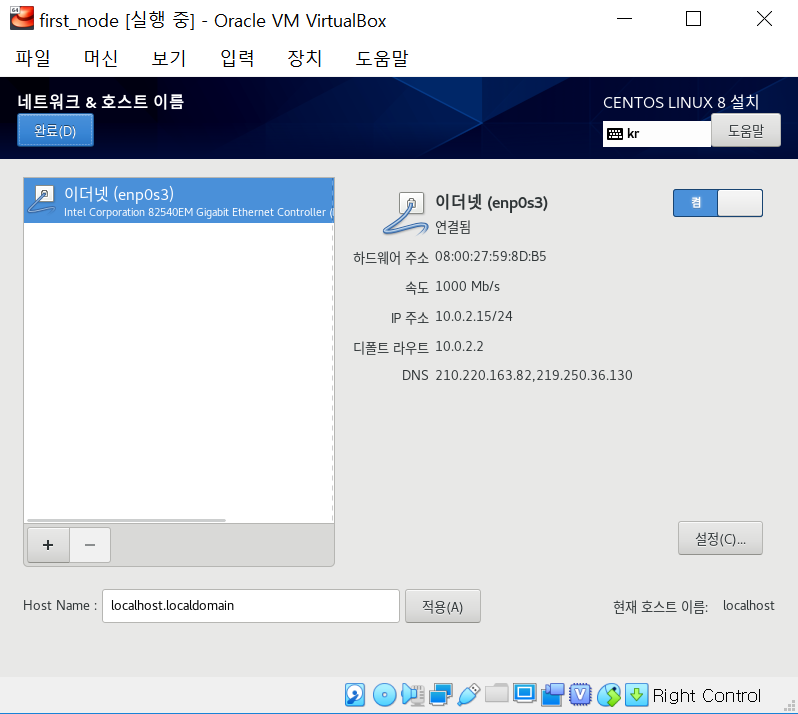 first_node [실행 중] - Oracle VM VirtualBox
파일 머신 보기 입력 장치 도움말
네트워크 & 호스트 이름
CENTOS LINUX 8 설치
완료(D)
kr
도움말
이더넷 (enp0s3)
Intel Corporation 82540EM Gigabit Ethernet Controller (
이더넷 (enp0s3)
연결됨
켬
하드웨어 주소 08:00:27:59:8D:B5
속도 1000 Mb/s
IP 주소 10.0.2.15/24
디폴트 라우트 10.0.2.2
DNS 210.220.163.82,219.250.36.130
+ −
설정(C)...
Host Name : localhost.localdomain 적용(A) 현재 호스트 이름: localhost
Right Control